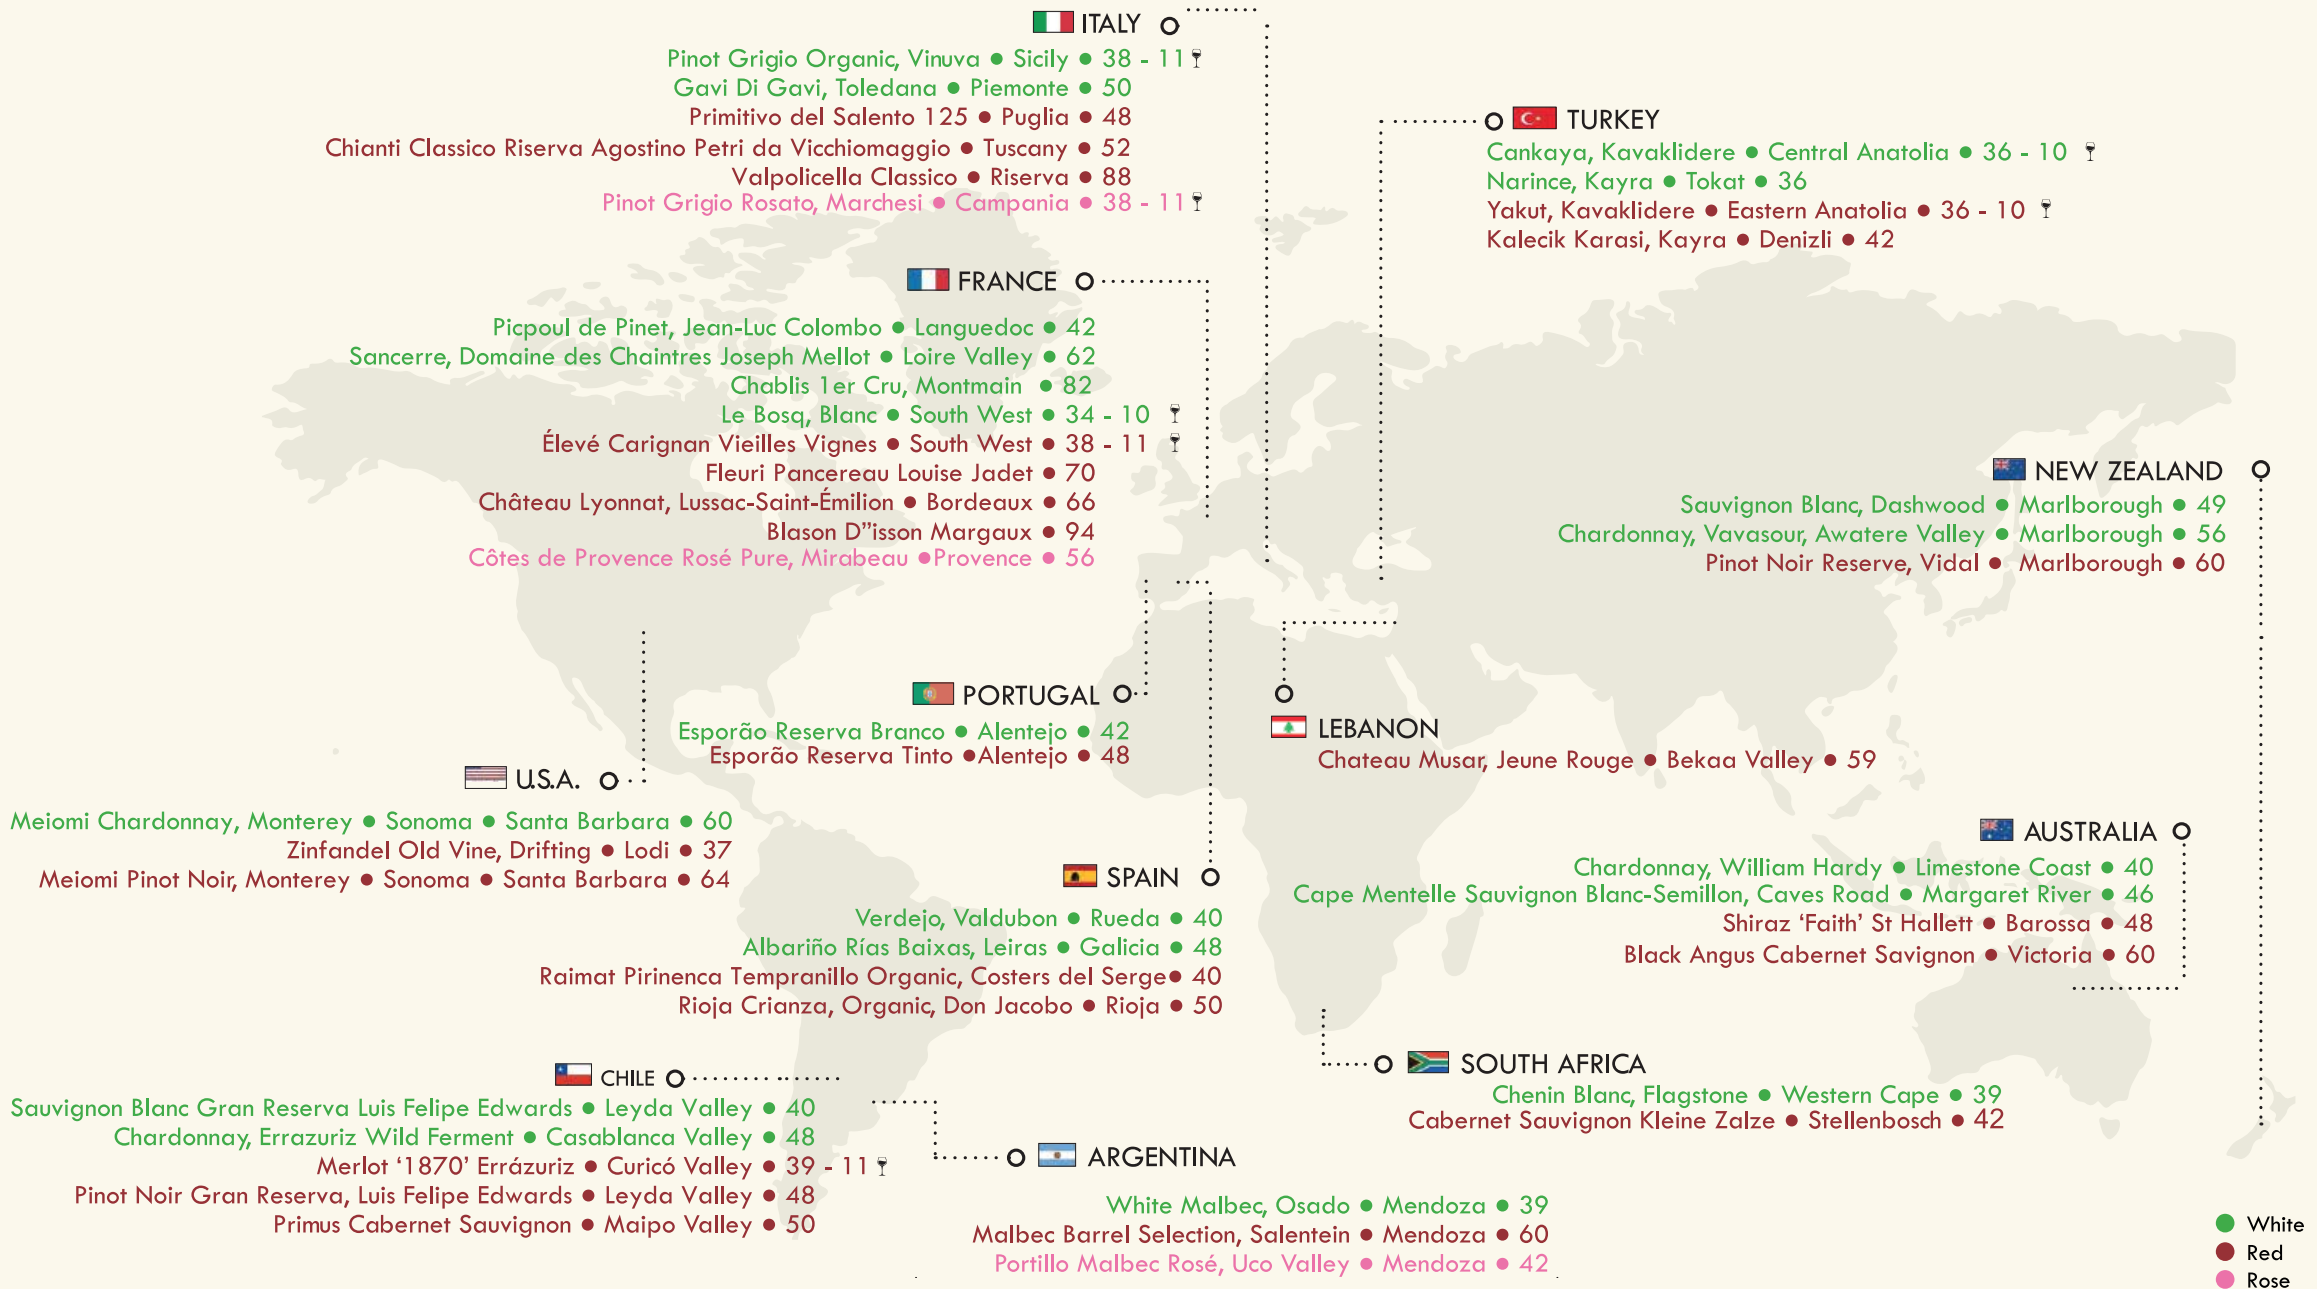 ITALY
Pinot Grigio Organic, Vinuva ● Sicily ● 38 - 11
Gavi Di Gavi, Toledana ● Piemonte ● 50
Primitivo del Salento 125 ● Puglia ● 48
Chianti Classico Riserva Agostino Petri da Vicchiomaggio ● Tuscany ● 52
Valpolicella Classico ● Riserva ● 88
Pinot Grigio Rosato, Marchesi ● Campania ● 38 - 11
TURKEY
Cankaya, Kavaklidere ● Central Anatolia ● 36 - 10
Narince, Kayra ● Tokat ● 36
Yakut, Kavaklidere ● Eastern Anatolia ● 36 - 10
Kalecik Karasi, Kayra ● Denizli ● 42
FRANCE
Picpoul de Pinet, Jean-Luc Colombo ● Languedoc ● 42
Sancerre, Domaine des Chaintres Joseph Mellot ● Loire Valley ● 62
Chablis 1er Cru, Montmain ● 82
Le Bosq, Blanc ● South West ● 34 - 10
Élevé Carignan Vieilles Vignes ● South West ● 38 - 11
Fleuri Pancereau Louise Jadet ● 70
Château Lyonnat, Lussac-Saint-Émilion ● Bordeaux ● 66
Blason D”isson Margaux ● 94
Côtes de Provence Rosé Pure, Mirabeau ●Provence ● 56
NEW ZEALAND
Sauvignon Blanc, Dashwood ● Marlborough ● 49
Chardonnay, Vavasour, Awatere Valley ● Marlborough ● 56
Pinot Noir Reserve, Vidal ● Marlborough ● 60
PORTUGAL
Esporão Reserva Branco ● Alentejo ● 42
Esporão Reserva Tinto ●Alentejo ● 48
LEBANON
Chateau Musar, Jeune Rouge ● Bekaa Valley ● 59
U.S.A.
Meiomi Chardonnay, Monterey ● Sonoma ● Santa Barbara ● 60
Zinfandel Old Vine, Drifting ● Lodi ● 37
Meiomi Pinot Noir, Monterey ● Sonoma ● Santa Barbara ● 64
SPAIN
Verdejo, Valdubon ● Rueda ● 40
Albariño Rías Baixas, Leiras ● Galicia ● 48
Raimat Pirinenca Tempranillo Organic, Costers del Serge● 40
Rioja Crianza, Organic, Don Jacobo ● Rioja ● 50
AUSTRALIA
Chardonnay, William Hardy ● Limestone Coast ● 40
Cape Mentelle Sauvignon Blanc-Semillon, Caves Road ● Margaret River ● 46
Shiraz ‘Faith’ St Hallett ● Barossa ● 48
Black Angus Cabernet Savignon ● Victoria ● 60
CHILE
Sauvignon Blanc Gran Reserva Luis Felipe Edwards ● Leyda Valley ● 40
Chardonnay, Errazuriz Wild Ferment ● Casablanca Valley ● 48
Merlot ‘1870’ Errázuriz ● Curicó Valley ● 39 - 11
Pinot Noir Gran Reserva, Luis Felipe Edwards ● Leyda Valley ● 48
Primus Cabernet Sauvignon ● Maipo Valley ● 50
SOUTH AFRICA
Chenin Blanc, Flagstone ● Western Cape ● 39
Cabernet Sauvignon Kleine Zalze ● Stellenbosch ● 42
ARGENTINA
White Malbec, Osado ● Mendoza ● 39
Malbec Barrel Selection, Salentein ● Mendoza ● 60
Portillo Malbec Rosé, Uco Valley ● Mendoza ● 42
● White
● Red
● Rose